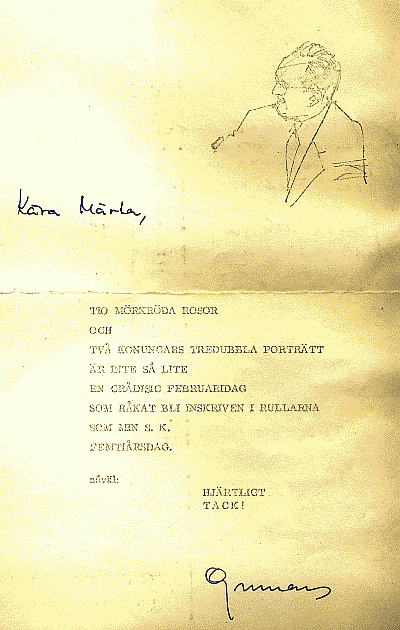 Kära Märta,
TIO MÖRKRÖDA ROSOR
OCH
TVÅ KONUNGARS TREDUBBLA PORTRÄTT
ÄR INTE SÅ LITE
EN GRÅDISIG FEBRUARIDAG
SOM RÅKAT BLI INSKRIVEN I RULLARNA
SOM MIN S. K.
FEMTIÅRSDAG.
nåväl:
HJÄRTLIGT
TACK!